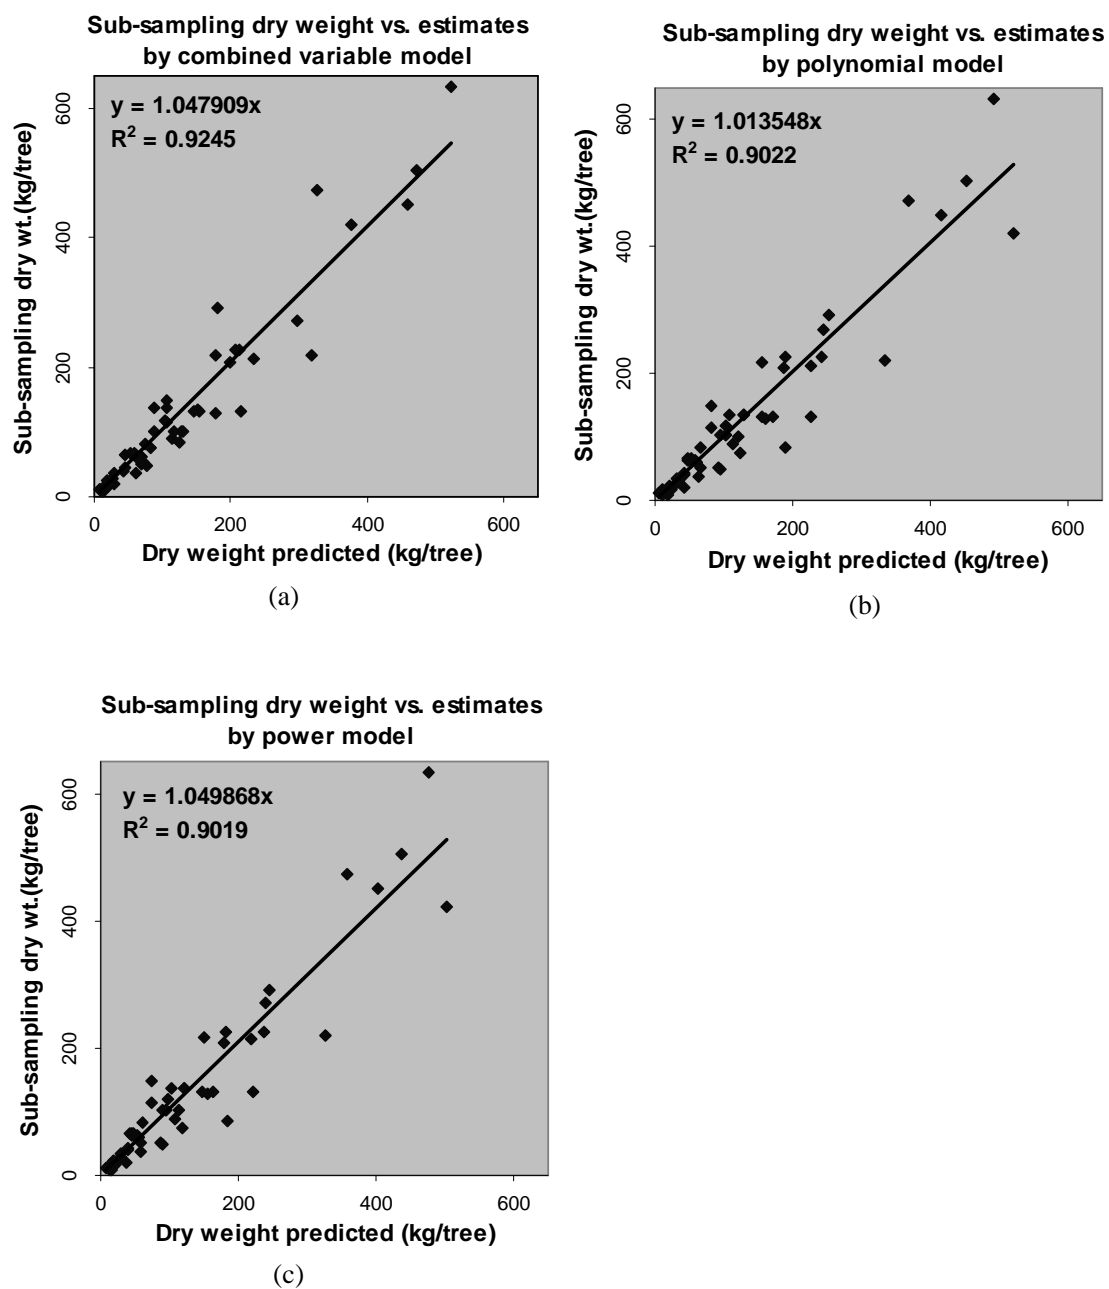 Sub-sampling dry weight vs. estimates
by combined variable model
y = 1.047909x
R² = 0.9245
Sub-sampling dry wt.(kg/tree)
600
400
200
0
0 200 400 600
Dry weight predicted (kg/tree)
(a)
Sub-sampling dry weight vs. estimates
by polynomial model
y = 1.013548x
R² = 0.9022
Sub-sampling dry wt.(kg/tree)
600
400
200
0
0 200 400 600
Dry weight predicted (kg/tree)
(b)
Sub-sampling dry weight vs. estimates
by power model
y = 1.049868x
R² = 0.9019
Sub-sampling dry wt.(kg/tree)
600
400
200
0
0 200 400 600
Dry weight predicted (kg/tree)
(c)